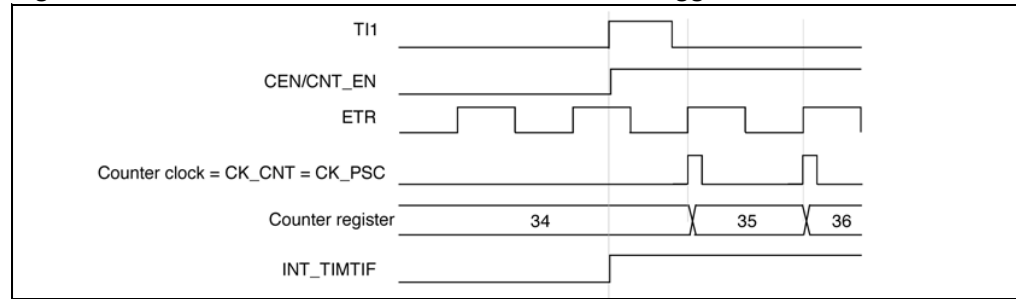 TI1
CEN/CNT_EN
ETR
Counter clock = CK_CNT = CK_PSC
Counter register 34 35 36
INT_TIMTIF